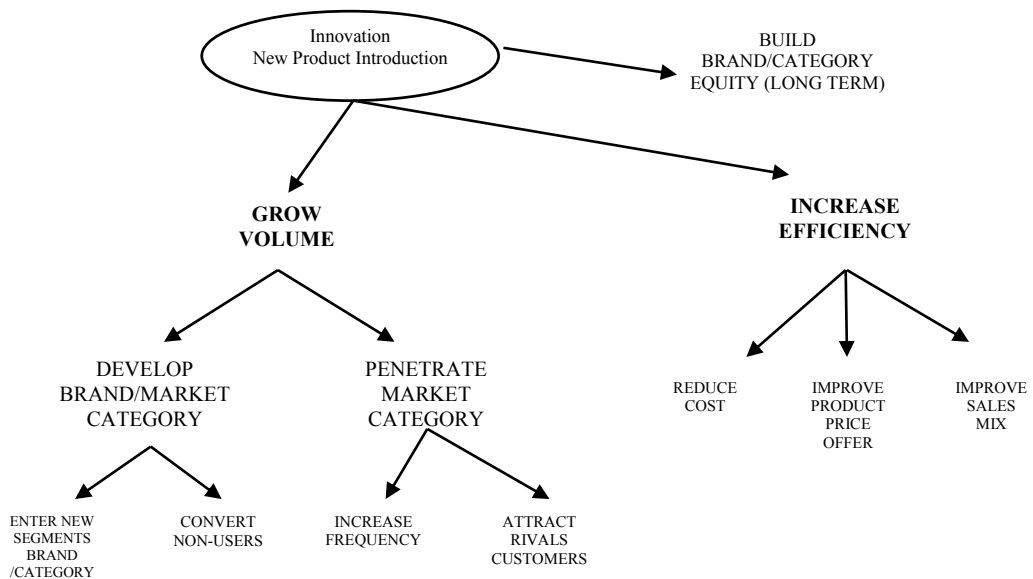 Innovation
New Product Introduction
BUILD
BRAND/CATEGORY
EQUITY (LONG TERM)
GROW
VOLUME
INCREASE
EFFICIENCY
DEVELOP
BRAND/MARKET
CATEGORY
PENETRATE
MARKET
CATEGORY
REDUCE
COST
IMPROVE
PRODUCT
PRICE
OFFER
IMPROVE
SALES
MIX
ENTER NEW
SEGMENTS
BRAND
/CATEGORY
CONVERT
NON-USERS
INCREASE
FREQUENCY
ATTRACT
RIVALS
CUSTOMERS